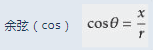 余弦（cos） cosθ = x/r